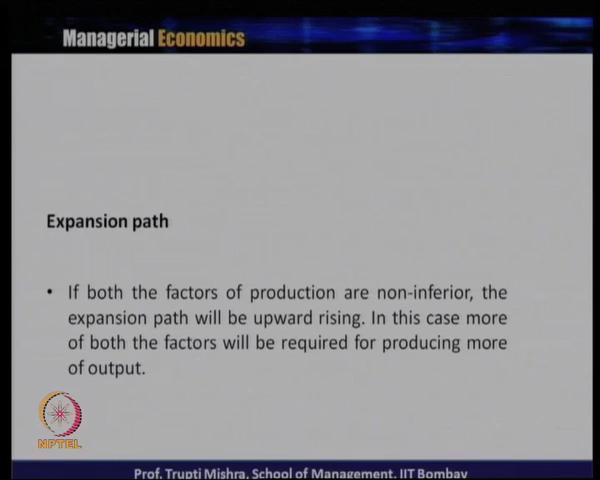 Managerial Economics
Expansion path
• If both the factors of production are non-inferior, the
expansion path will be upward rising. In this case more
of both the factors will be required for producing more
of output.
NPTEL
Prof. Trupti Mishra, School of Management, IIT Bombay